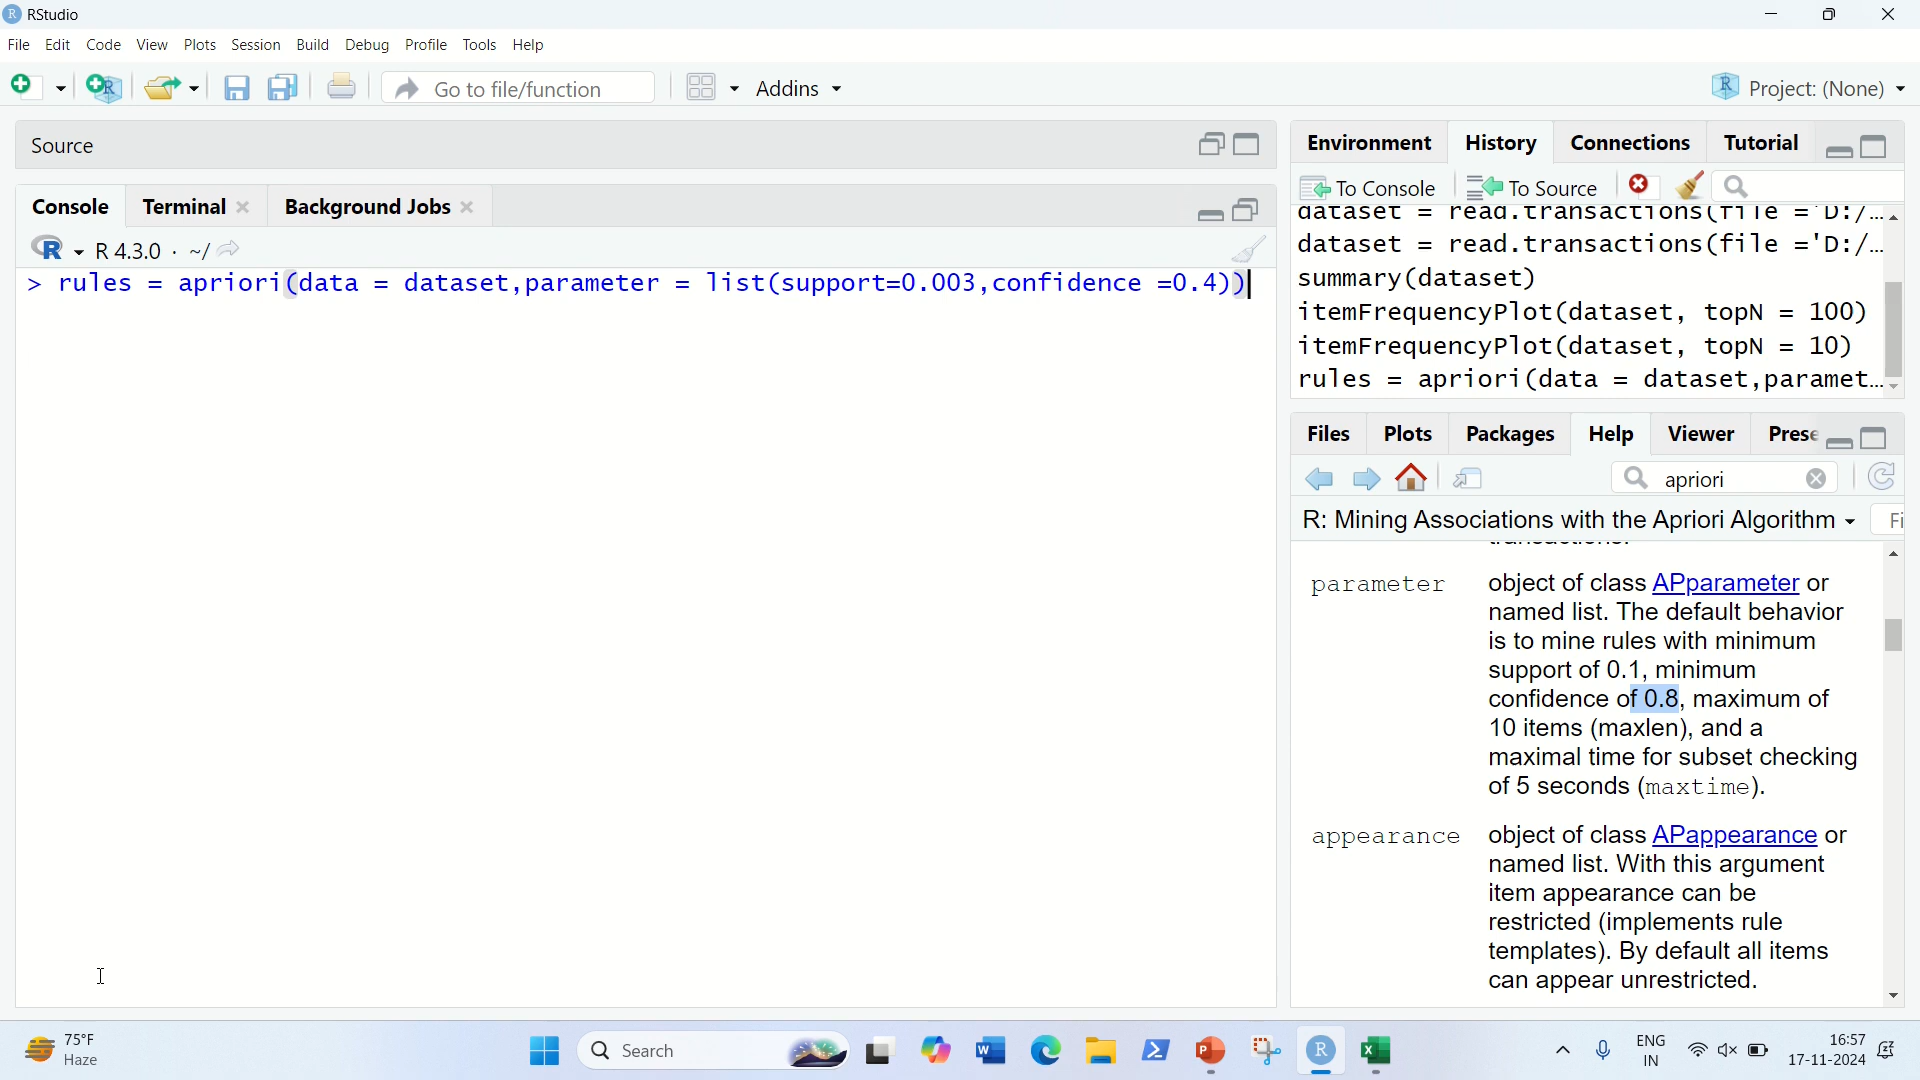 RStudio
File Edit Code View Plots Session Build Debug Profile Tools Help
Go to file/function Addins Project: (None)
Source
Console Terminal Background Jobs
R 4.3.0 · ~/
> rules = apriori(data = dataset,parameter = list(support=0.003,confidence =0.4))
Environment History Connections Tutorial
To Console To Source
dataset = read.transactions(file ='D:/...
dataset = read.transactions(file ='D:/...
summary(dataset)
itemFrequencyPlot(dataset, topN = 100)
itemFrequencyPlot(dataset, topN = 10)
rules = apriori(data = dataset,paramet...
Files Plots Packages Help Viewer Prese
apriori
R: Mining Associations with the Apriori Algorithm Fi
transactions.
parameter object of class APparameter or
named list. The default behavior
is to mine rules with minimum
support of 0.1, minimum
confidence of 0.8, maximum of
10 items (maxlen), and a
maximal time for subset checking
of 5 seconds (maxtime).
appearance object of class APappearance or
named list. With this argument
item appearance can be
restricted (implements rule
templates). By default all items
can appear unrestricted.
75°F
Haze
Search
ENG
IN
16:57
17-11-2024